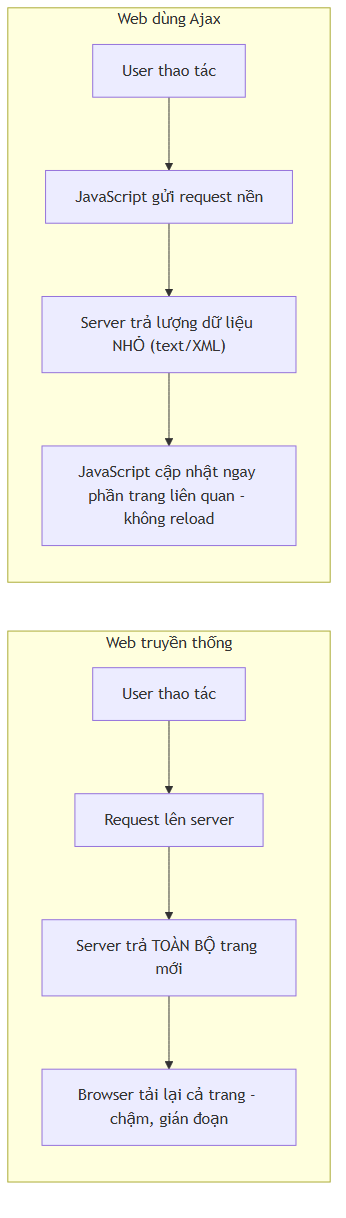 Web dùng Ajax
User thao tác
JavaScript gửi request nền
Server trả lượng dữ liệu
NHỎ (text/XML)
JavaScript cập nhật ngay
phần trang liên quan -
không reload
Web truyền thống
User thao tác
Request lên server
Server trả TOÀN BỘ trang
mới
Browser tải lại cả trang -
chậm, gián đoạn